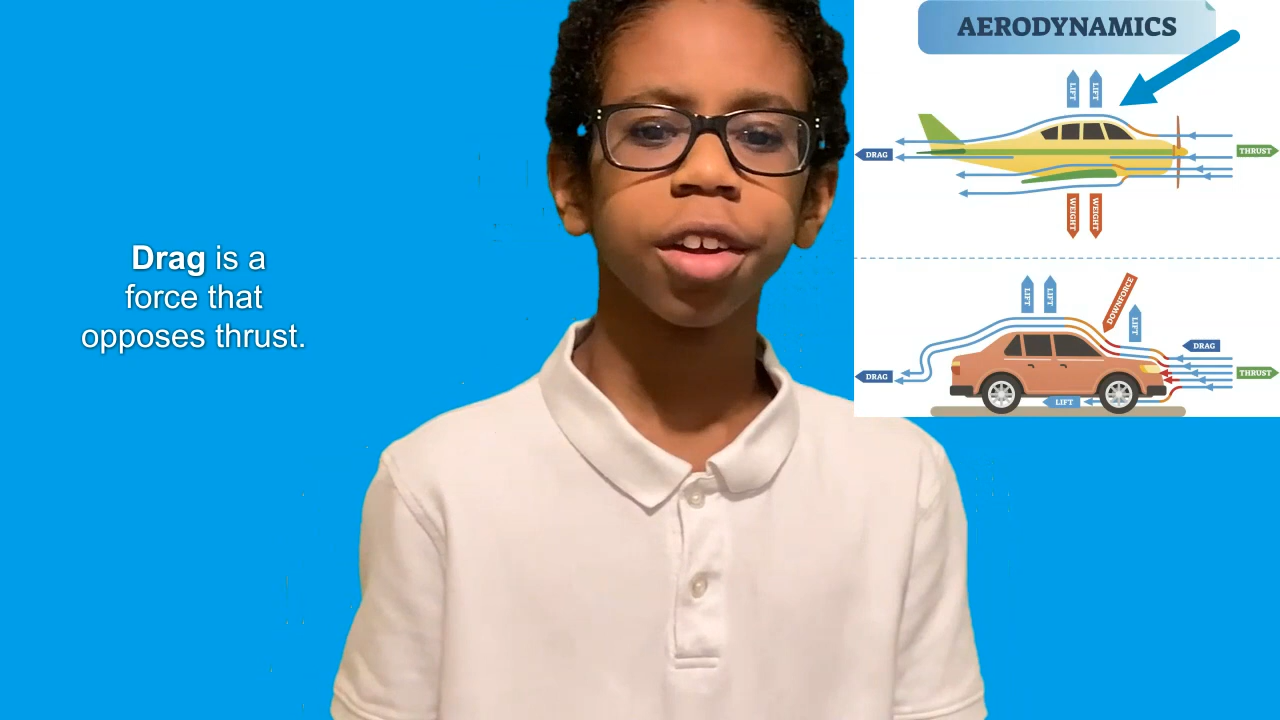 Drag is a
force that
opposes thrust.
AERODYNAMICS
LIFT LIFT
DRAG
THRUST
WEIGHT WEIGHT
LIFT LIFT
DOWNFORCE
LIFT
DRAG
DRAG
THRUST
LIFT